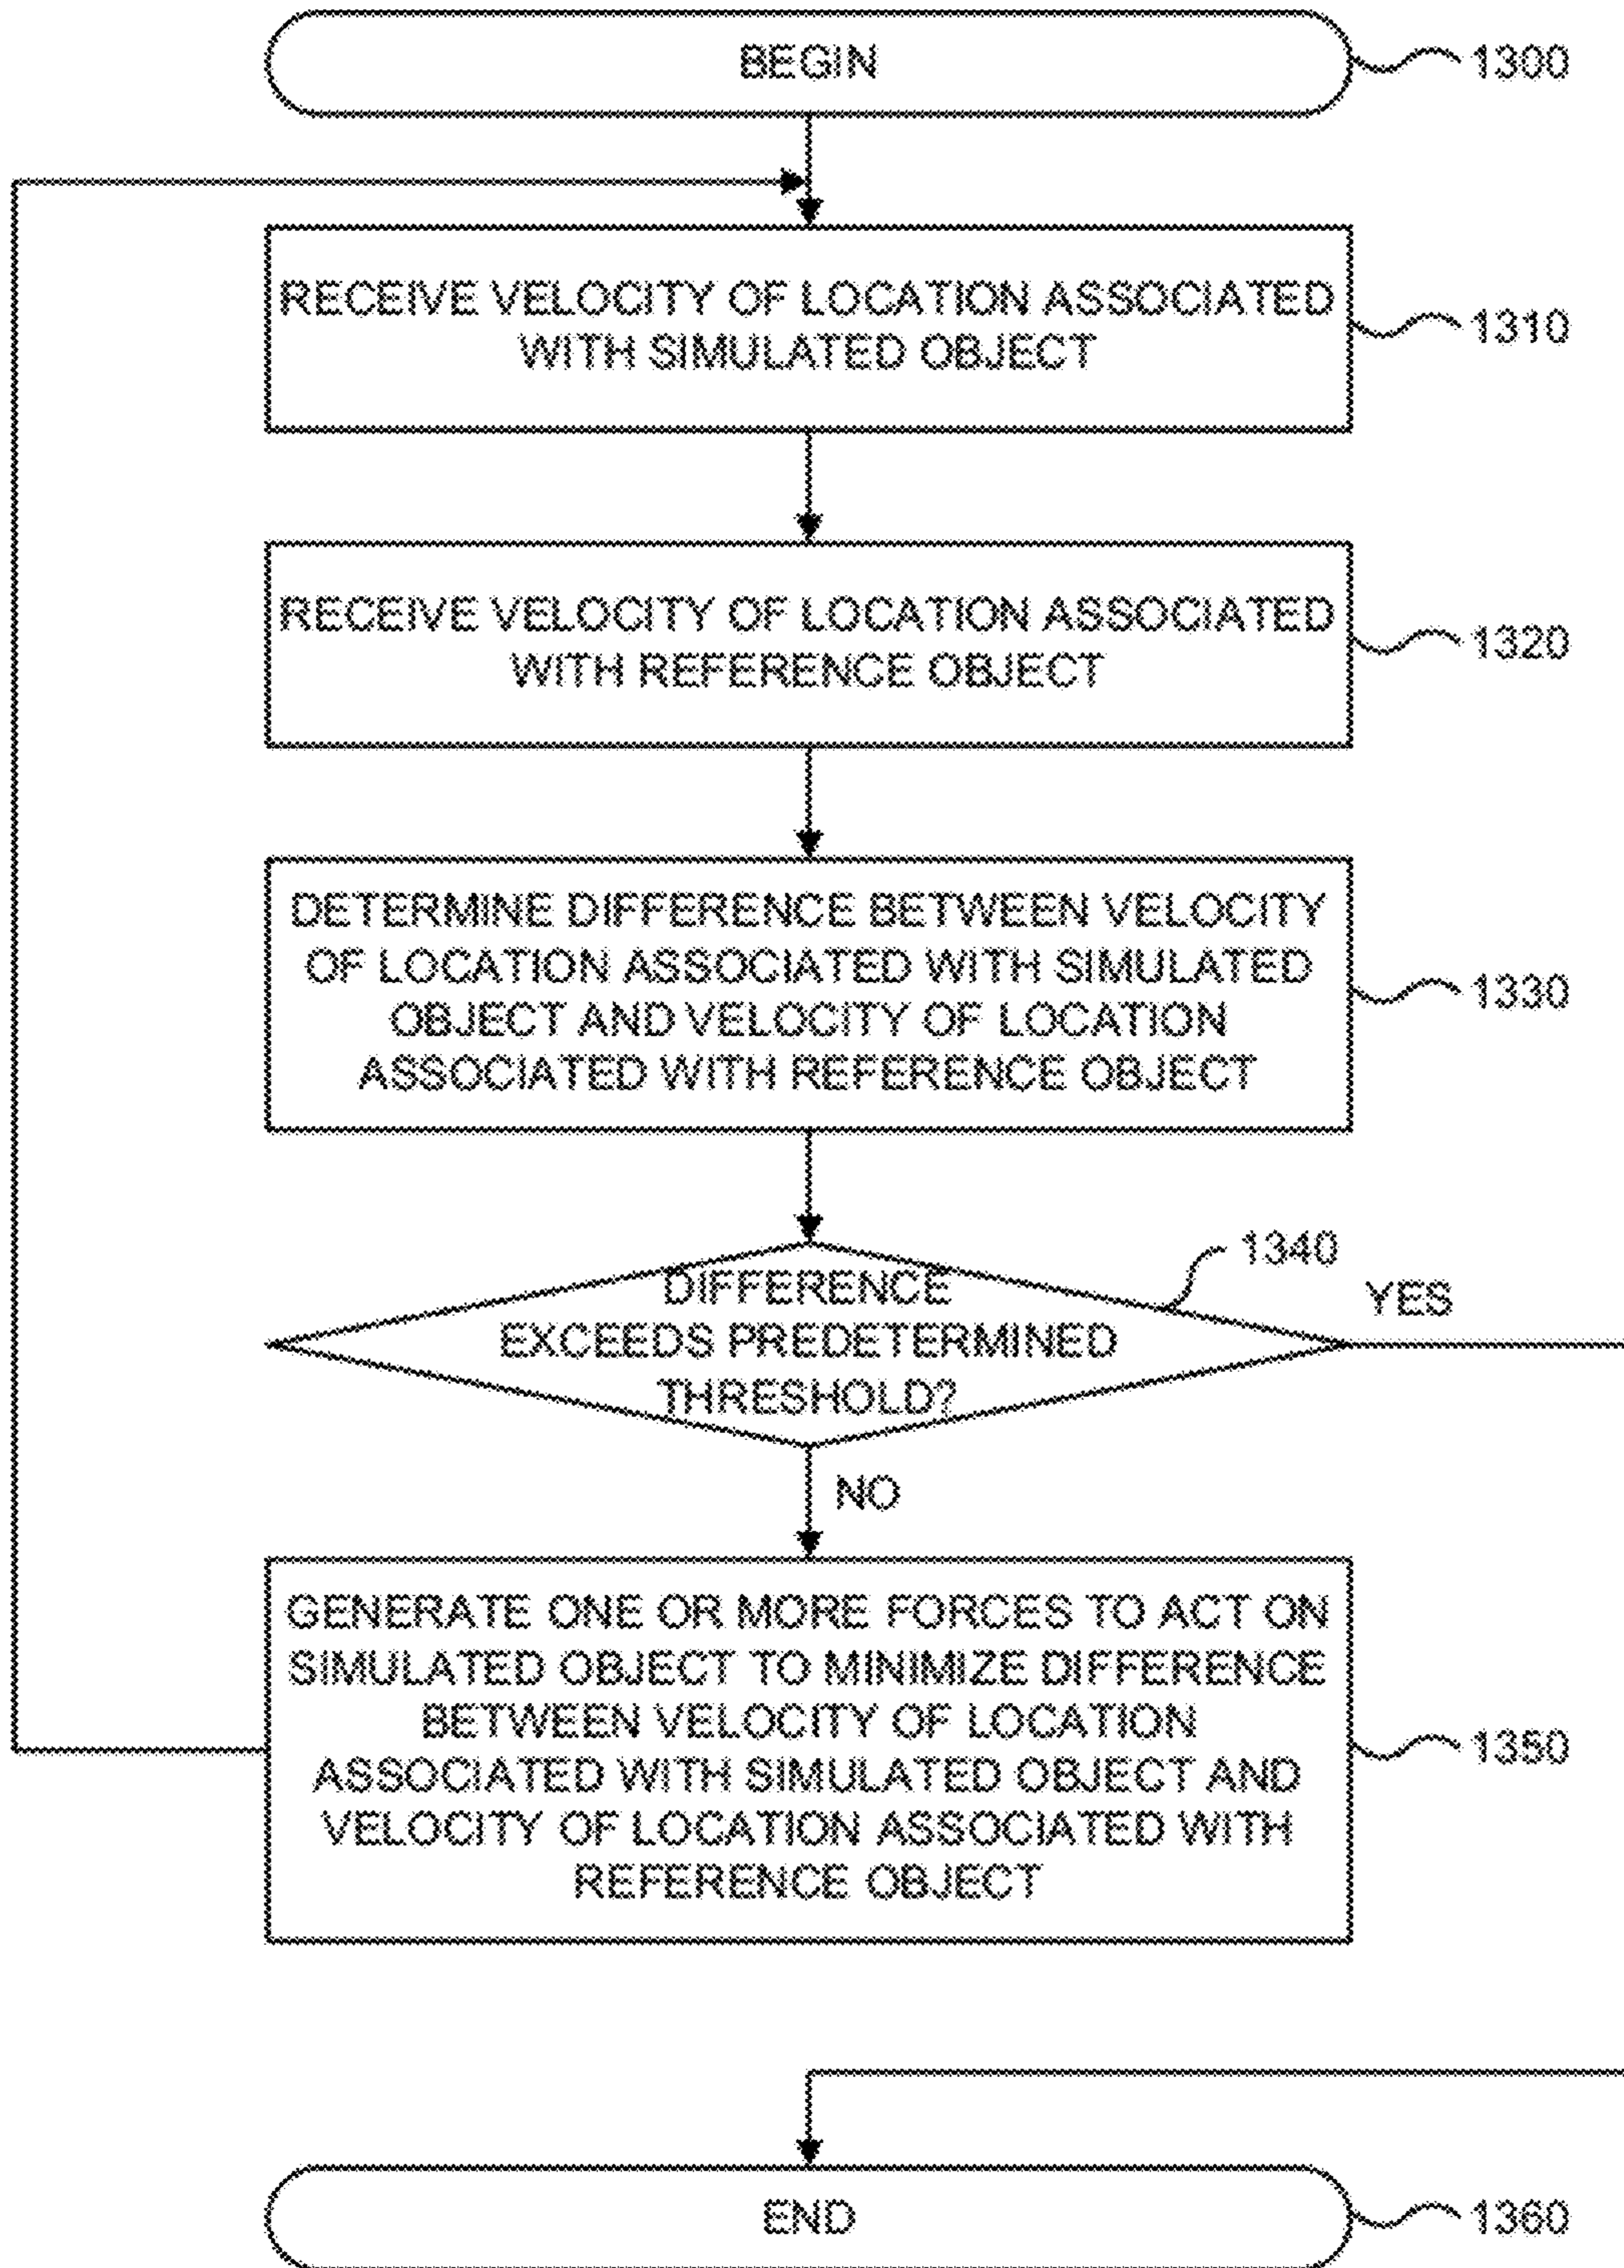 BEGIN
1300
RECEIVE VELOCITY OF LOCATION ASSOCIATED
WITH SIMULATED OBJECT
1310
RECEIVE VELOCITY OF LOCATION ASSOCIATED
WITH REFERENCE OBJECT
1320
DETERMINE DIFFERENCE BETWEEN VELOCITY
OF LOCATION ASSOCIATED WITH SIMULATED
OBJECT AND VELOCITY OF LOCATION
ASSOCIATED WITH REFERENCE OBJECT
1330
1340
DIFFERENCE
EXCEEDS PREDETERMINED
THRESHOLD?
YES
NO
GENERATE ONE OR MORE FORCES TO ACT ON
SIMULATED OBJECT TO MINIMIZE DIFFERENCE
BETWEEN VELOCITY OF LOCATION
ASSOCIATED WITH SIMULATED OBJECT AND
VELOCITY OF LOCATION ASSOCIATED WITH
REFERENCE OBJECT
1350
END
1360